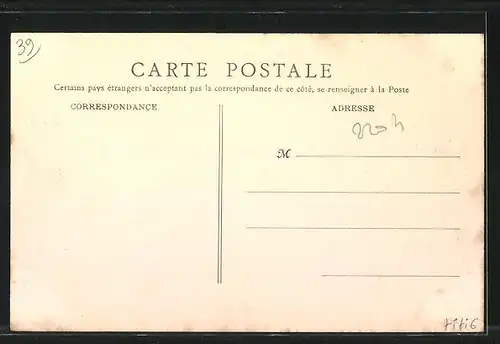 39
CARTE POSTALE
Certains pays étrangers n'acceptant pas la correspondance de ce côté, se renseigner à la Poste
CORRESPONDANCE
ADRESSE
M